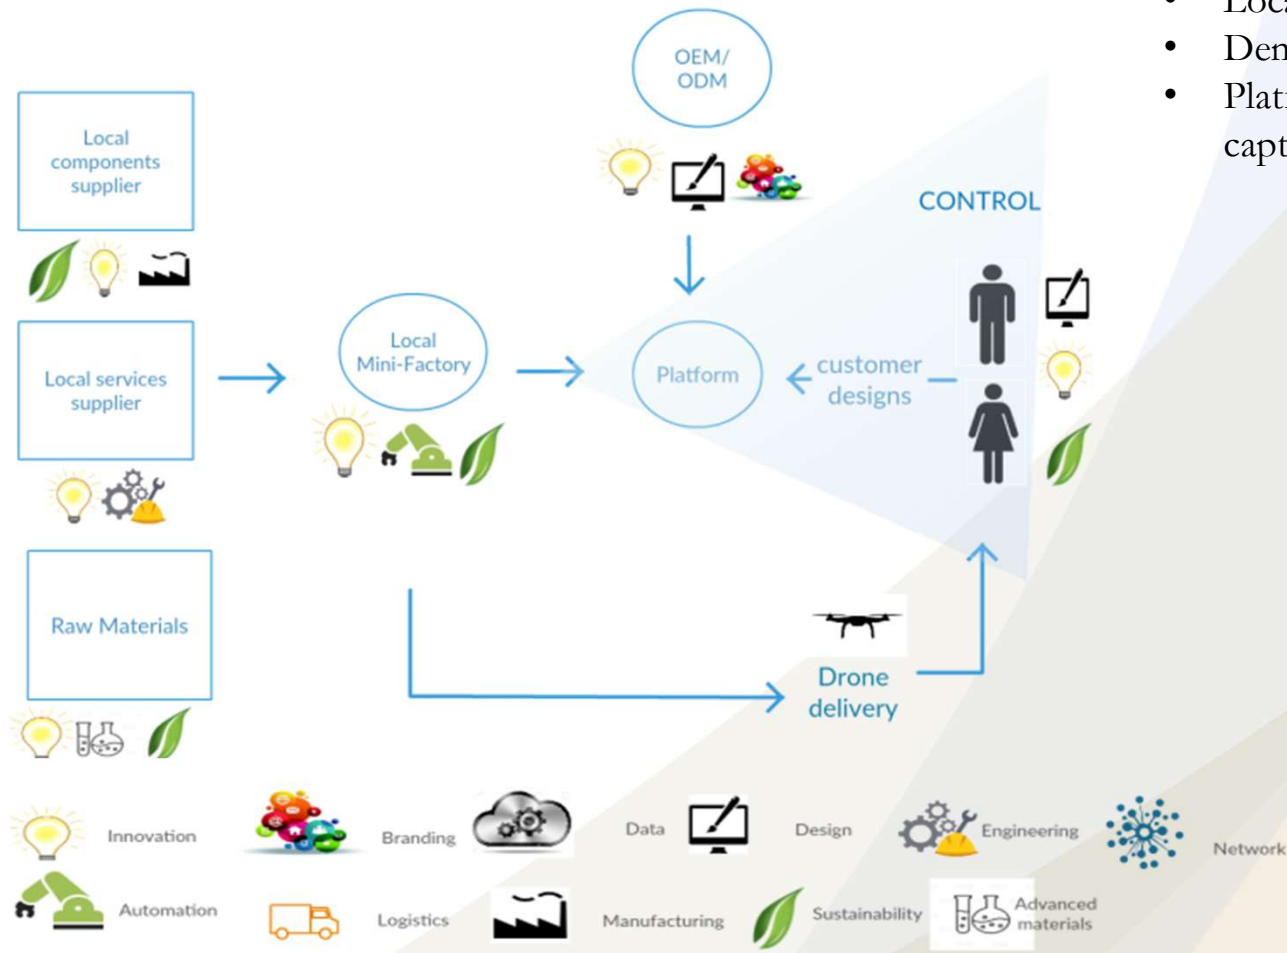 OEM/
ODM
Local
components
supplier
CONTROL
Local services
supplier
Local
Mini-Factory
Platform
customer
designs
Raw Materials
Drone
delivery
Innovation
Branding
Data
Design
Engineering
Network
Automation
Logistics
Manufacturing
Sustainability
Advanced
materials